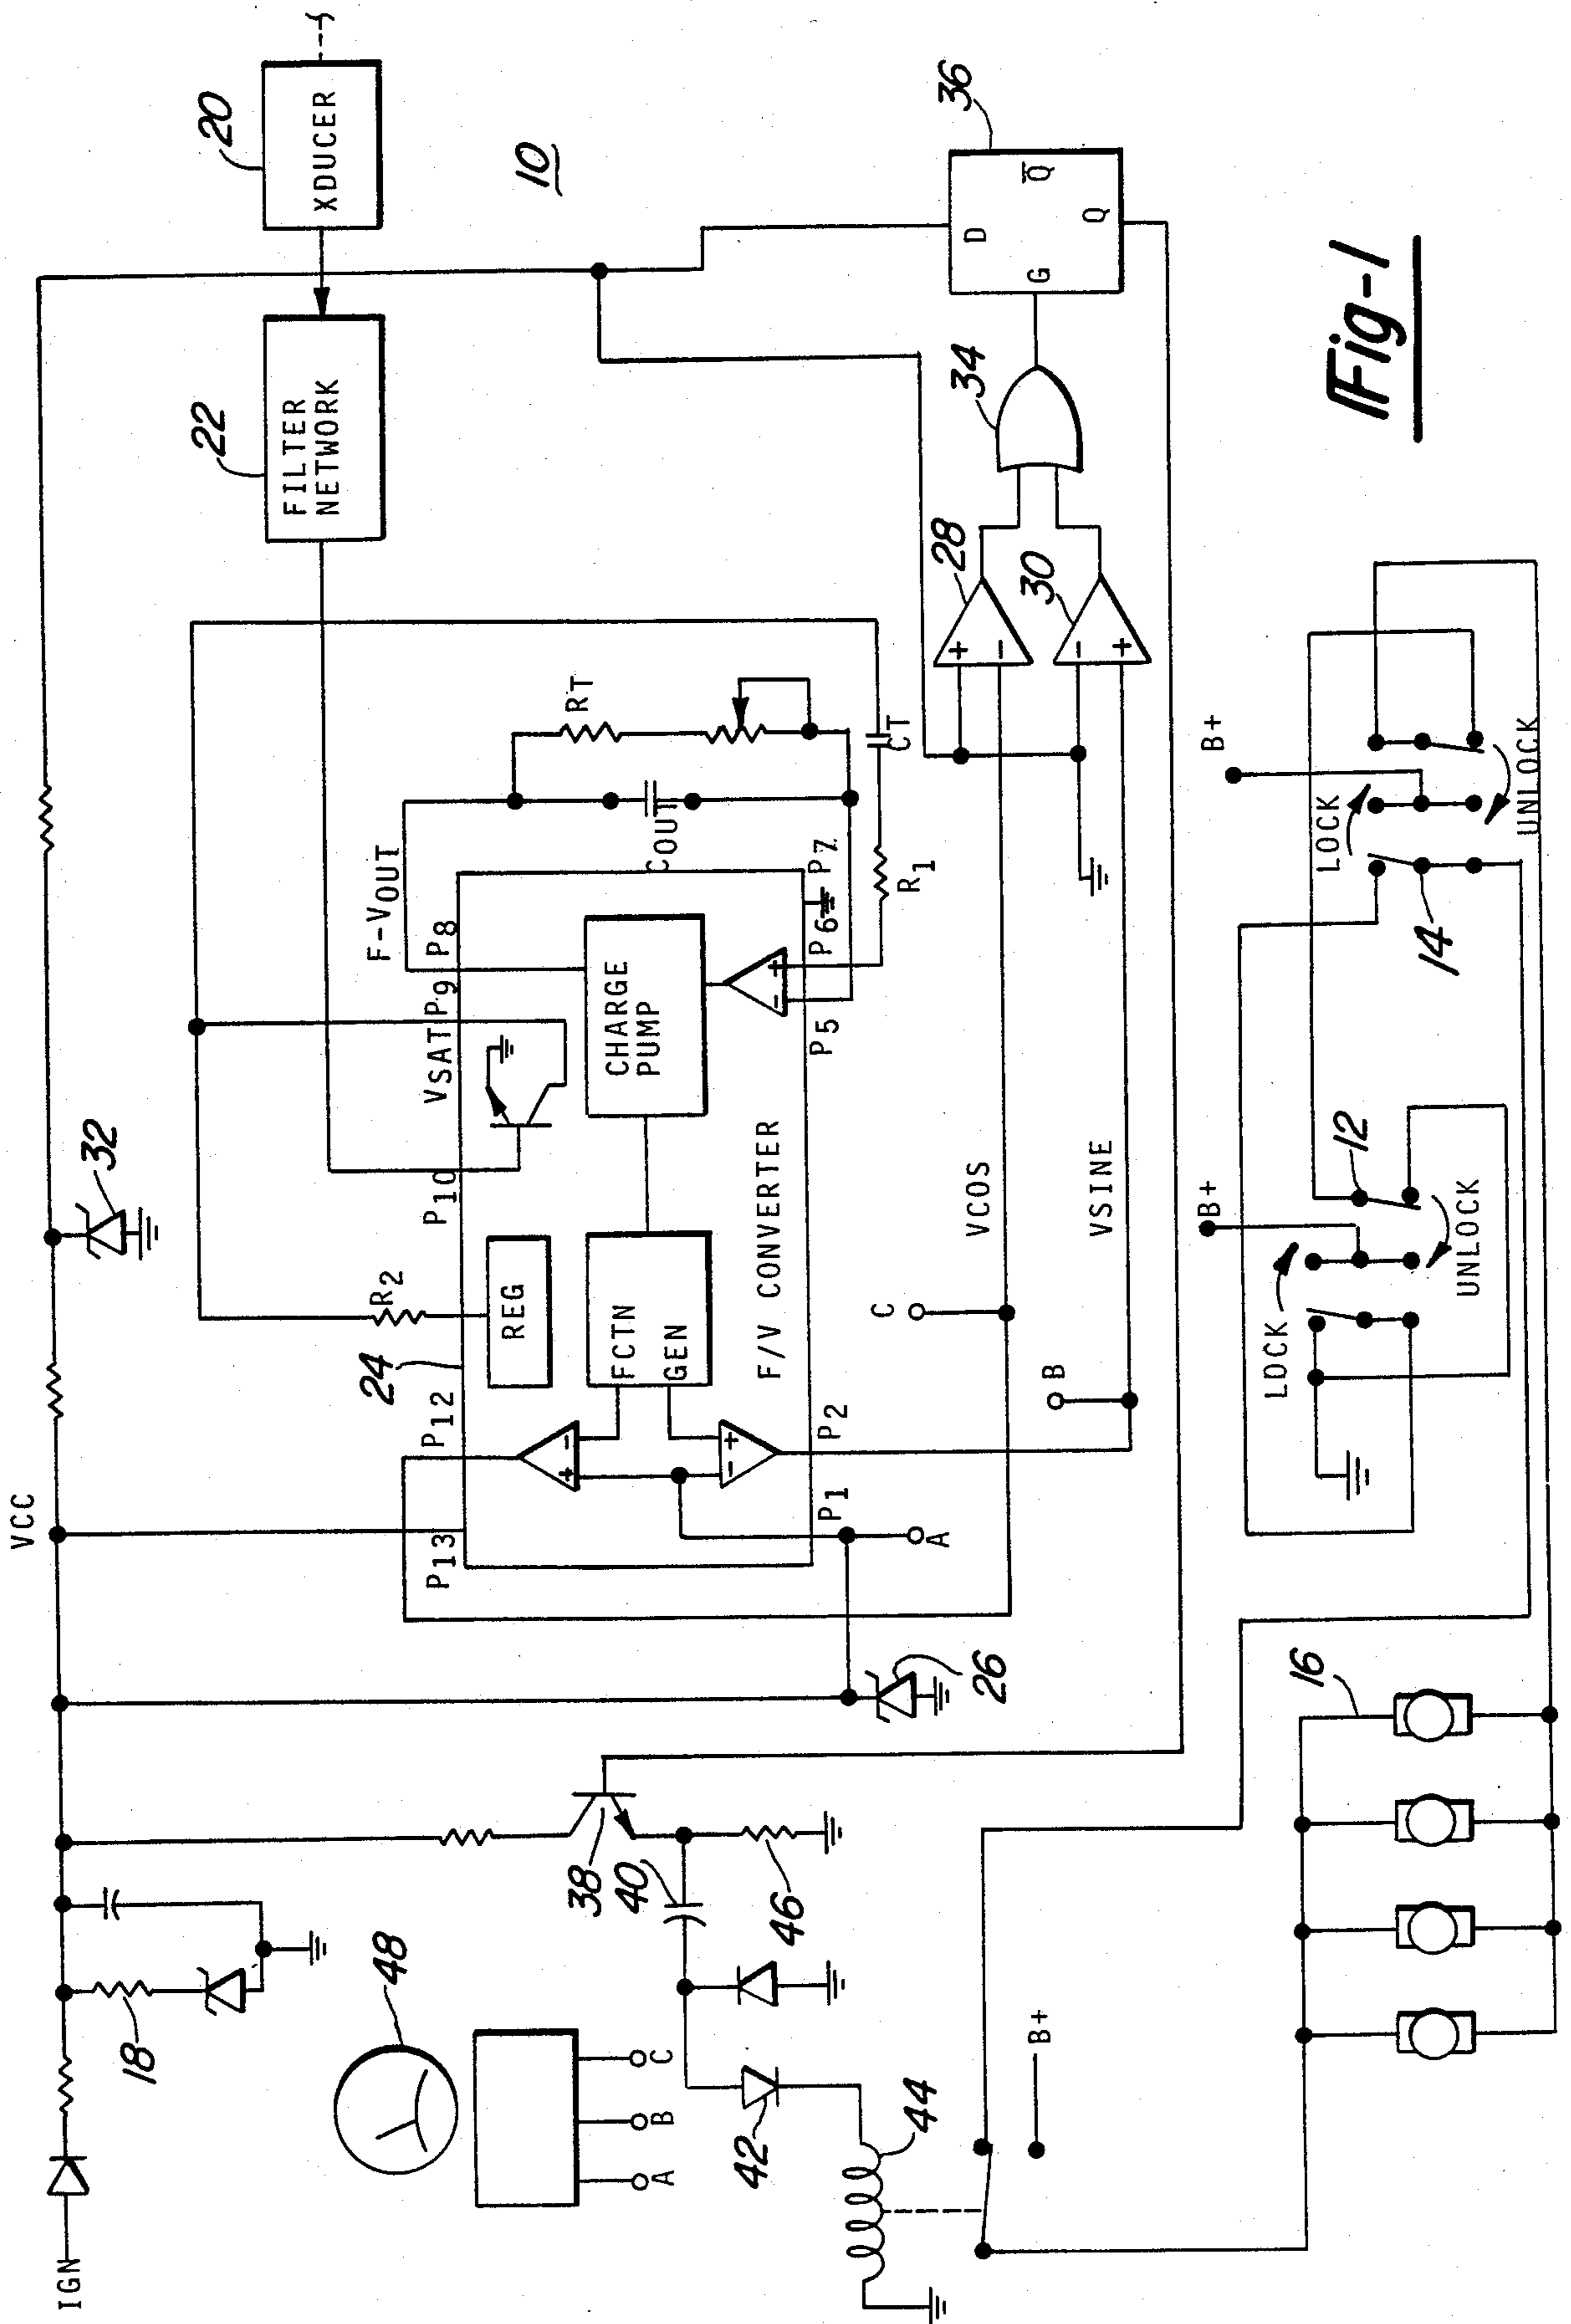 IGN
VCC
18
32
48
A
B
C
42
44
B+
38
40
46
26
16
20
XDUCER
22
FILTER
NETWORK
10
24
R2
REG
FCTN
GEN
CHARGE
PUMP
F/V CONVERTER
P13
P12
P10
VSAT
P9
P8
F-VOUT
P1
P2
P5
P6
P7
A
COUT
RT
CT
R1
C
VCOS
B
VSINE
+
-
28
-
+
30
34
36
D
G
Q
Q
+
-
-
+
-
+
B+
LOCK
12
UNLOCK
B+
LOCK
14
UNLOCK
Fig-1